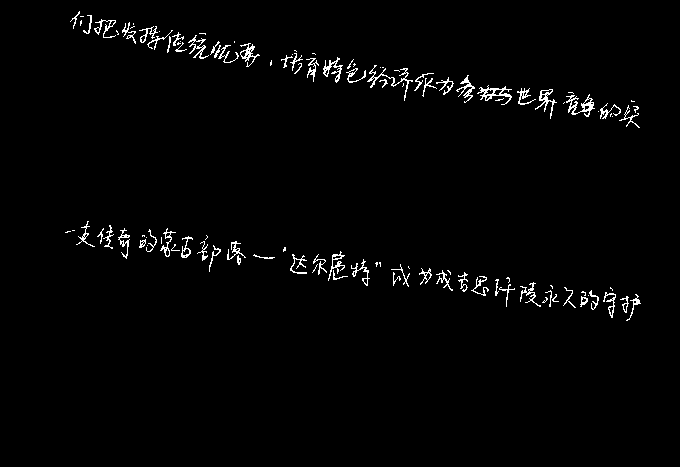 们把发挥传统优势，培育特色经济作为参与世界竞争的突
一支传奇的蒙古部落—“达尔扈特”成为成吉思汗陵永久的守护